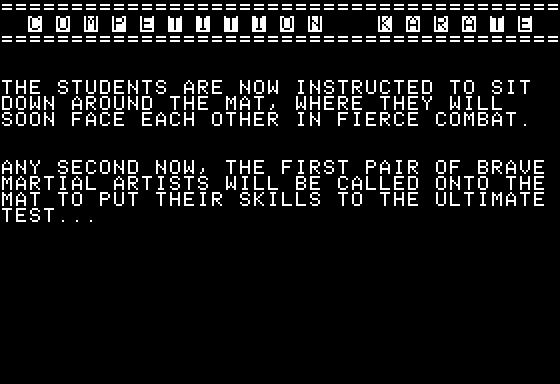 ========================================
COMPETITION KARATE
========================================
THE STUDENTS ARE NOW INSTRUCTED TO SIT
DOWN AROUND THE MAT, WHERE THEY WILL
SOON FACE EACH OTHER IN FIERCE COMBAT.
ANY SECOND NOW, THE FIRST PAIR OF BRAVE
MARTIAL ARTISTS WILL BE CALLED ONTO THE
MAT TO PUT THEIR SKILLS TO THE ULTIMATE
TEST...